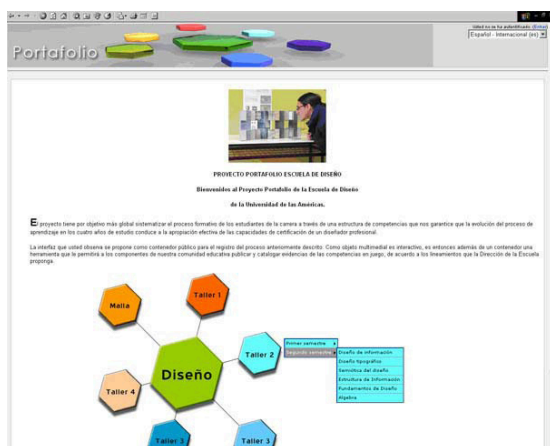 Usted no se ha autentificado. (Entrar)
Portafolio
Español - Internacional (es)
PROYECTO PORTAFOLIO ESCUELA DE DISEÑO
Bienvenidos al Proyecto Portafolio de la Escuela de Diseño
de la Universidad de las Américas.
El proyecto tiene por objetivo más global sistematizar el proceso formativo de los estudiantes de la carrera a través de una estructura de competencias que nos garantice que la evolución del proceso de
aprendizaje en los cuatro años de estudio conduce a la apropiación efectiva de las capacidades de certificación de un diseñador profesional.
La interfaz que usted observa se propone como contenedor público para el registro del proceso anteriormente descrito. Como objeto multimedial es interactivo, es entonces además de un contenedor una
herramienta que le permitirá a los componentes de nuestra comunidad educativa publicar y catalogar evidencias de las competencias en juego, de acuerdo a los lineamientos que la Dirección de la Escuela
proponga.
Malla
Taller 1
Taller 2
Primer semestre
Segundo semestre
Diseño de información
Diseño tipográfico
Semiótica del diseño
Estructura de Información
Fundamentos de Diseño
Algebra
Diseño
Taller 4
Taller 3
Taller 3